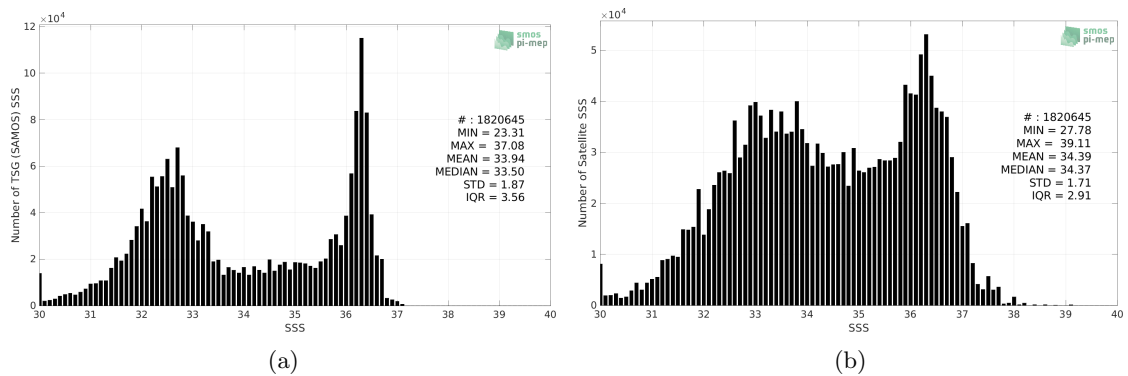 ×10⁴
12
10
8
6
4
2
0
30 31 32 33 34 35 36 37 38 39 40
SSS
Number of TSG (SAMOS) SSS
smos
pi-mep
# : 1820645
MIN = 23.31
MAX = 37.08
MEAN = 33.94
MEDIAN = 33.50
STD = 1.87
IQR = 3.56
(a)
×10⁴
5
4
3
2
1
0
30 31 32 33 34 35 36 37 38 39 40
SSS
Number of Satellite SSS
smos
pi-mep
# : 1820645
MIN = 27.78
MAX = 39.11
MEAN = 34.39
MEDIAN = 34.37
STD = 1.71
IQR = 2.91
(b)